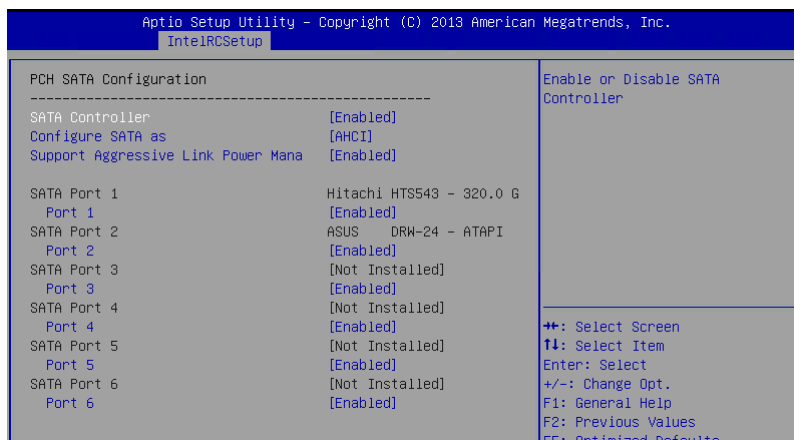 Aptio Setup Utility – Copyright (C) 2013 American Megatrends, Inc.
IntelRCSetup
PCH SATA Configuration
--------------------------------------------------
SATA Controller [Enabled]
Configure SATA as [AHCI]
Support Aggressive Link Power Mana [Enabled]
SATA Port 1 Hitachi HTS543 - 320.0 G
Port 1 [Enabled]
SATA Port 2 ASUS DRW-24 - ATAPI
Port 2 [Enabled]
SATA Port 3 [Not Installed]
Port 3 [Enabled]
SATA Port 4 [Not Installed]
Port 4 [Enabled]
SATA Port 5 [Not Installed]
Port 5 [Enabled]
SATA Port 6 [Not Installed]
Port 6 [Enabled]
Enable or Disable SATA
Controller
→←: Select Screen
↑↓: Select Item
Enter: Select
+/-: Change Opt.
F1: General Help
F2: Previous Values
Optimized Defaults